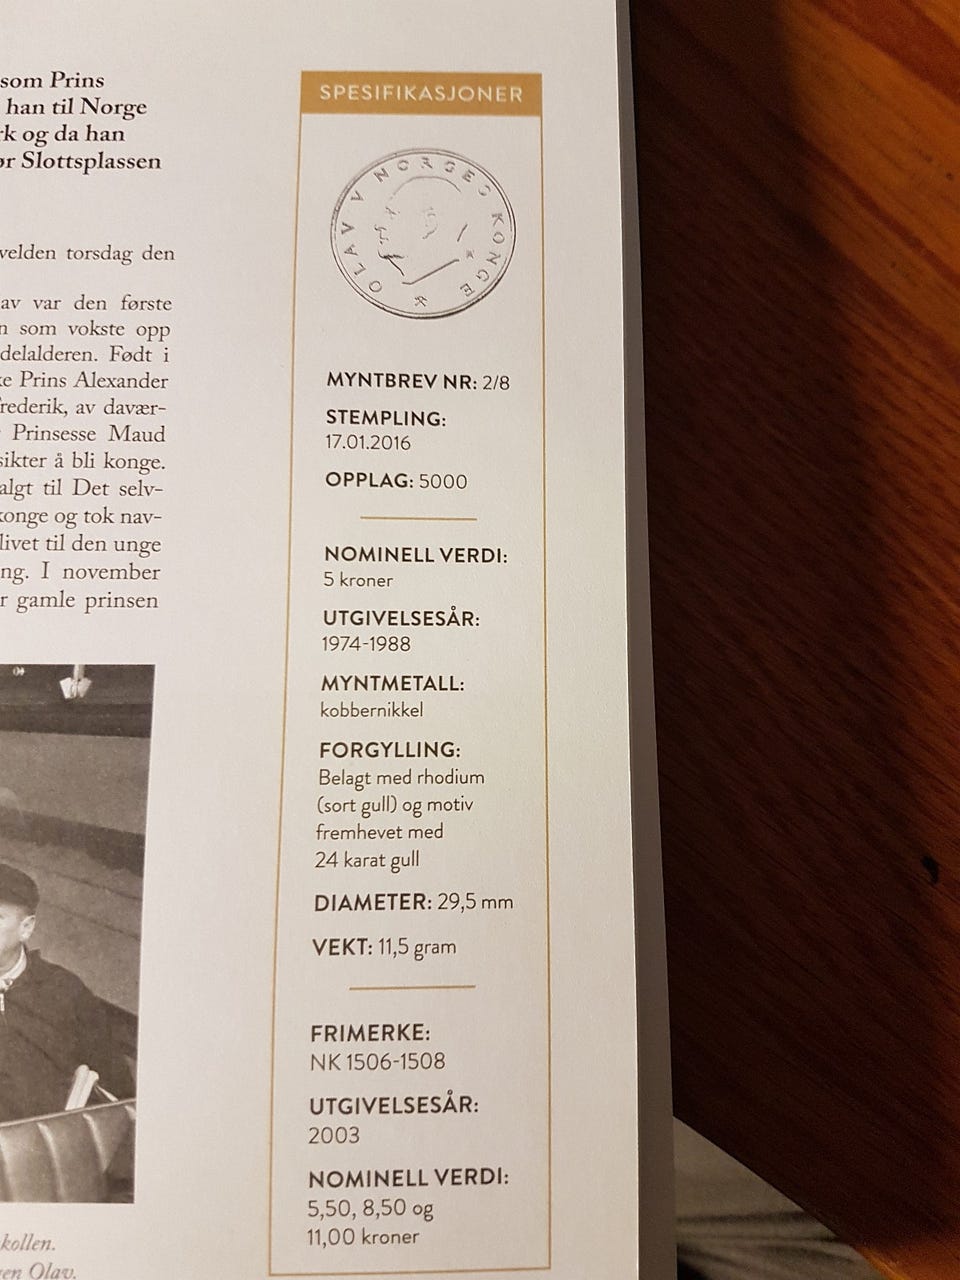 som Prins
han til Norge
og da han
Slottsplassen
velden torsdag den
av var den første
som vokste opp
delalderen. Født i
Prins Alexander
rederik, av davær-
Prinsesse Maud
sikter å bli konge.
algt til Det selv-
konge og tok nav-
livet til den unge
ng. I november
r gamle prinsen
kollen.
en Olav.
SPESIFIKASJONER
OLAV V NORGES KONGE
MYNTBREV NR: 2/8
STEMPLING:
17.01.2016
OPPLAG: 5000
NOMINELL VERDI:
5 kroner
UTGIVELSESÅR:
1974-1988
MYNTMETALL:
kobbernikkel
FORGYLLING:
Belagt med rhodium
(sort gull) og motiv
fremhevet med
24 karat gull
DIAMETER: 29,5 mm
VEKT: 11,5 gram
FRIMERKE:
NK 1506-1508
UTGIVELSESÅR:
2003
NOMINELL VERDI:
5,50, 8,50 og
11,00 kroner